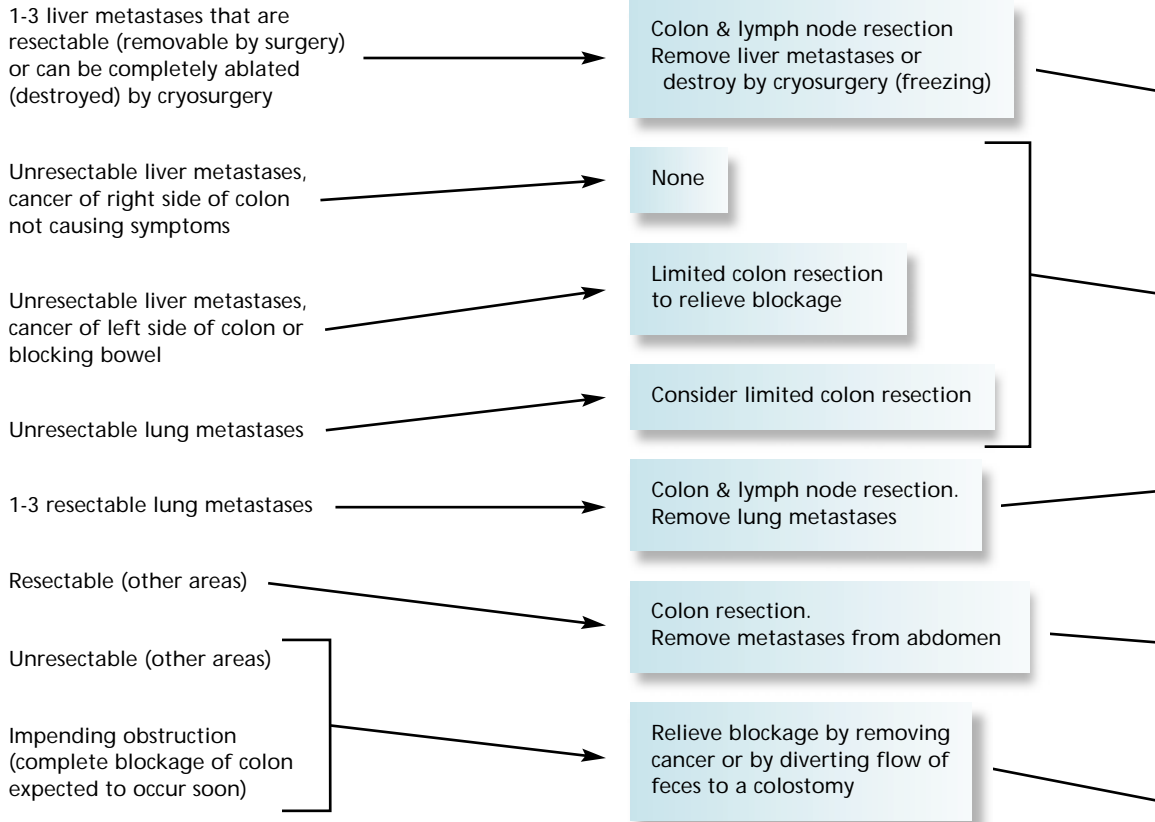 1-3 liver metastases that are
resectable (removable by surgery)
or can be completely ablated
(destroyed) by cryosurgery
Colon & lymph node resection
Remove liver metastases or
destroy by cryosurgery (freezing)
Unresectable liver metastases,
cancer of right side of colon
not causing symptoms
None
Unresectable liver metastases,
cancer of left side of colon or
blocking bowel
Limited colon resection
to relieve blockage
Unresectable lung metastases
Consider limited colon resection
1-3 resectable lung metastases
Colon & lymph node resection.
Remove lung metastases
Resectable (other areas)
Colon resection.
Remove metastases from abdomen
Unresectable (other areas)
Impending obstruction
(complete blockage of colon
expected to occur soon)
Relieve blockage by removing
cancer or by diverting flow of
feces to a colostomy